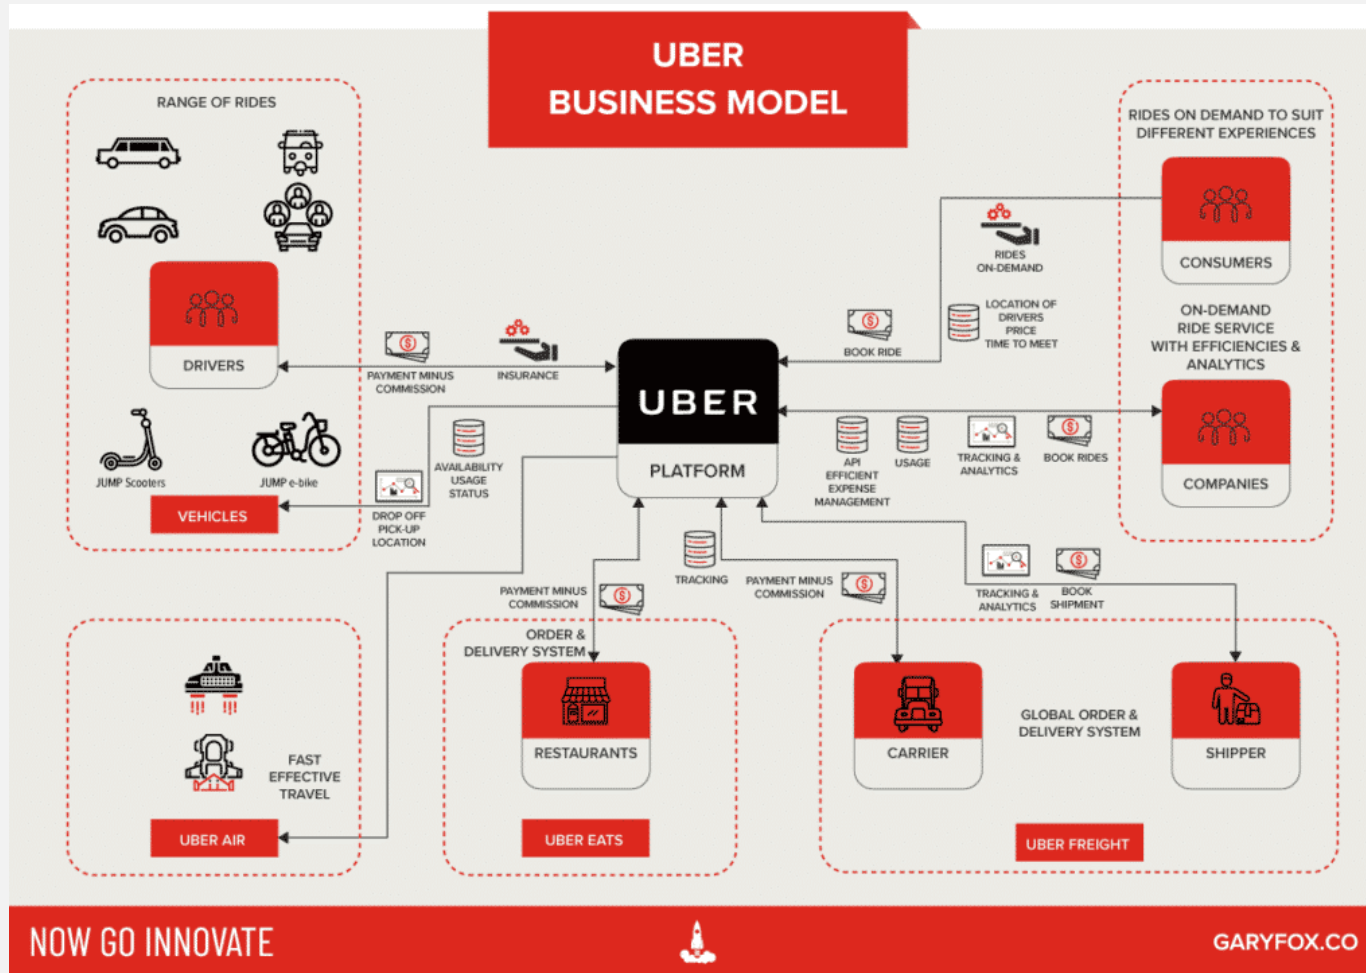 UBER
BUSINESS MODEL
RANGE OF RIDES
DRIVERS
JUMP Scooters
JUMP e-bike
VEHICLES
PAYMENT MINUS
COMMISSION
INSURANCE
AVAILABILITY
USAGE
STATUS
DROP OFF
PICK-UP
LOCATION
UBER
PLATFORM
RIDES ON DEMAND TO SUIT
DIFFERENT EXPERIENCES
CONSUMERS
RIDES
ON-DEMAND
LOCATION OF
DRIVERS
PRICE
TIME TO MEET
BOOK RIDE
ON-DEMAND
RIDE SERVICE
WITH EFFICIENCIES &
ANALYTICS
COMPANIES
API
EFFICIENT
EXPENSE
MANAGEMENT
USAGE
TRACKING &
ANALYTICS
BOOK RIDES
PAYMENT MINUS
COMMISSION
TRACKING
PAYMENT MINUS
COMMISSION
TRACKING &
ANALYTICS
BOOK
SHIPMENT
FAST
EFFECTIVE
TRAVEL
UBER AIR
ORDER &
DELIVERY SYSTEM
RESTAURANTS
UBER EATS
CARRIER
GLOBAL ORDER &
DELIVERY SYSTEM
SHIPPER
UBER FREIGHT
NOW GO INNOVATE
GARYFOX.CO